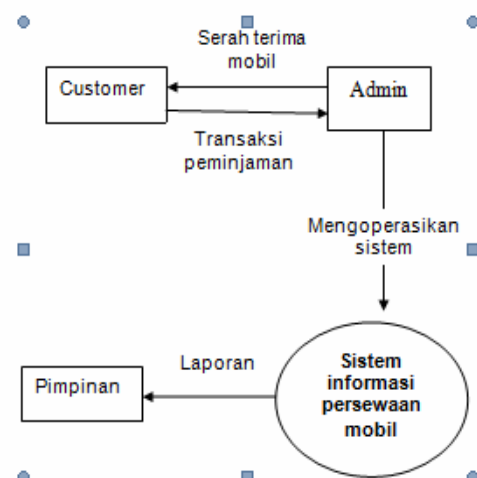 Serah terima
mobil
Customer
Admin
Transaksi
peminjaman
Mengoperasikan
sistem
Laporan
Pimpinan
Sistem
informasi
persewaan
mobil